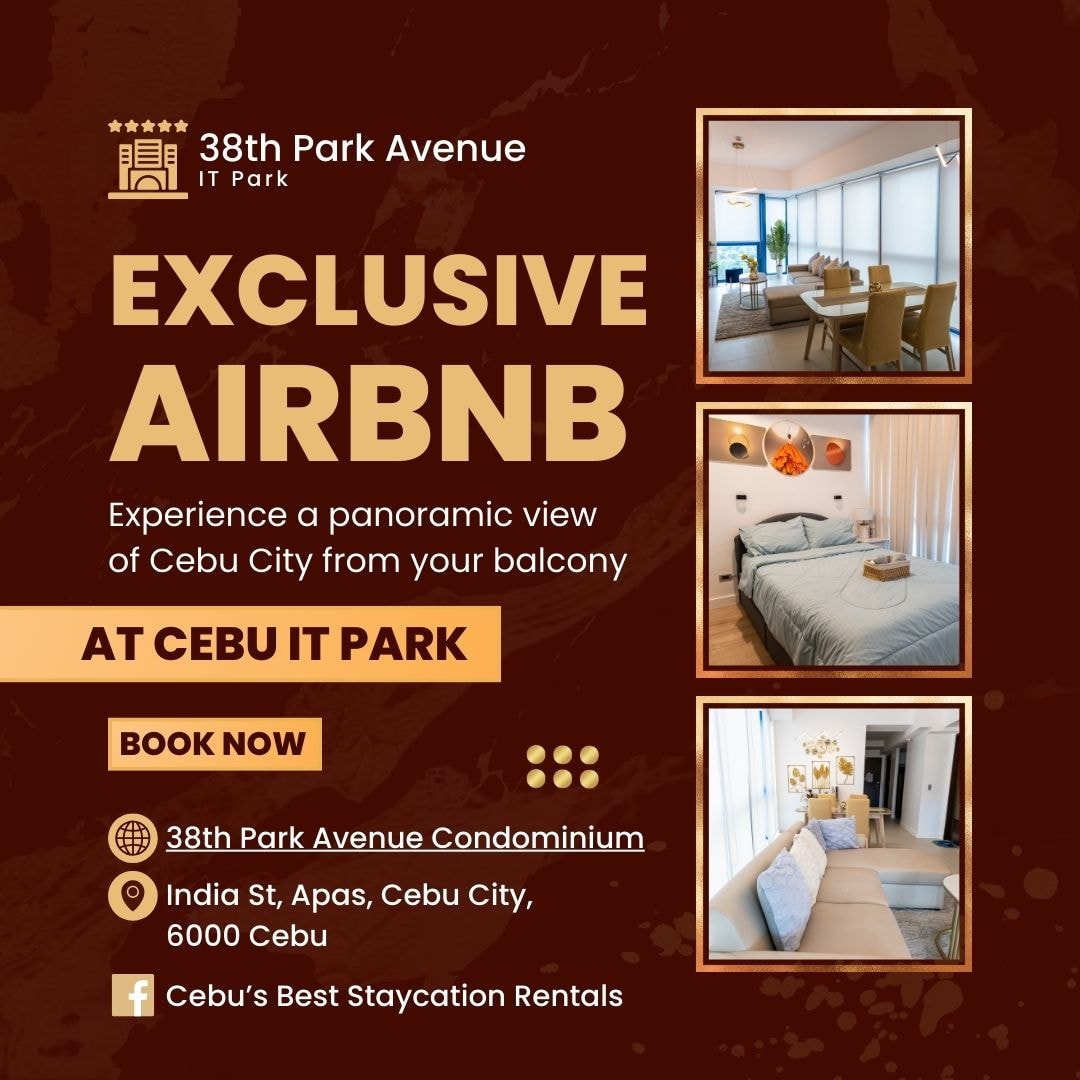 38th Park Avenue
IT Park
EXCLUSIVE
AIRBNB
Experience a panoramic view
of Cebu City from your balcony
AT CEBU IT PARK
BOOK NOW
38th Park Avenue Condominium
India St, Apas, Cebu City,
6000 Cebu
Cebu’s Best Staycation Rentals